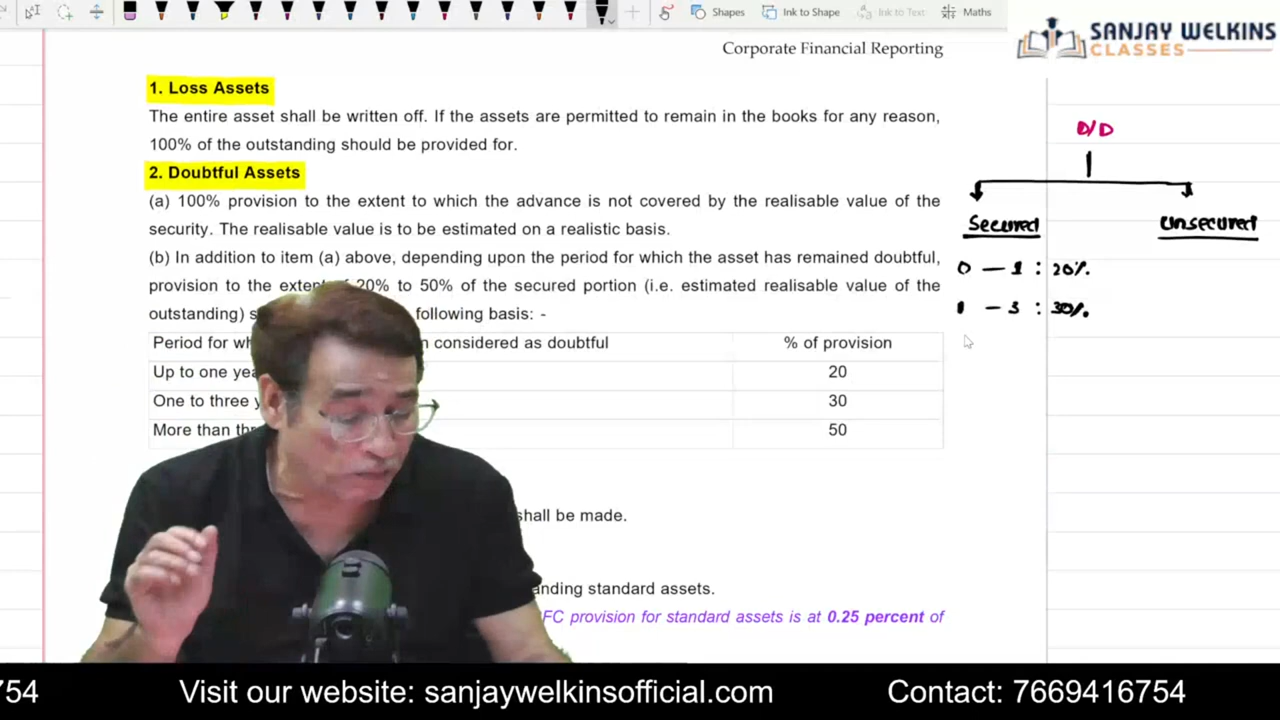 Shapes
Ink to Shape
Ink to Text
Maths
SANJAY WELKINS
CLASSES
Corporate Financial Reporting
1. Loss Assets
The entire asset shall be written off. If the assets are permitted to remain in the books for any reason,
100% of the outstanding should be provided for.
2. Doubtful Assets
(a) 100% provision to the extent to which the advance is not covered by the realisable value of the
security. The realisable value is to be estimated on a realistic basis.
(b) In addition to item (a) above, depending upon the period for which the asset has remained doubtful,
provision to the exten 20% to 50% of the secured portion (i.e. estimated realisable value of the
outstanding) s following basis: -
Period for wh n considered as doubtful % of provision
Up to one yea 20
One to three y 30
More than thr 50
shall be made.
anding standard assets.
FC provision for standard assets is at 0.25 percent of
D/D
Secured Unsecured
0 – 1 : 20%.
1 – 3 : 30%.
754 Visit our website: sanjaywelkinsofficial.com Contact: 7669416754